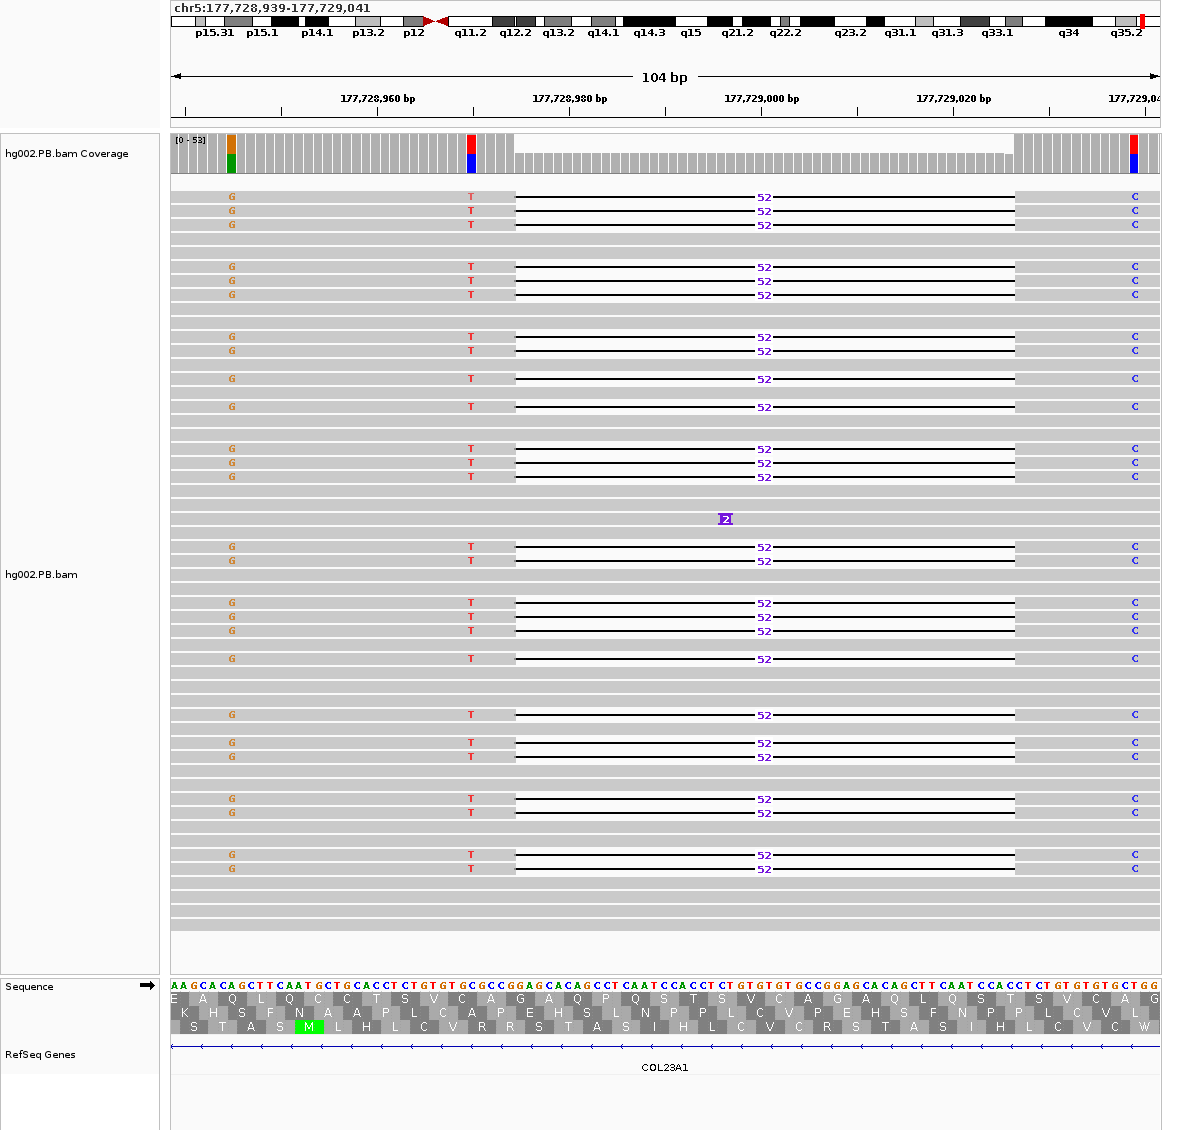 chr5:177,728,939-177,729,041
p15.31 p15.1 p14.1 p13.2 p12 q11.2 q12.2 q13.2 q14.1 q14.3 q15 q21.2 q22.2 q23.2 q31.1 q31.3 q33.1 q34 q35.2
104 bp
177,728,960 bp 177,728,980 bp 177,729,000 bp 177,729,020 bp 177,729,04
hg002.PB.bam Coverage
[0 - 53]
G T 52 C
G T 52 C
G T 52 C
G T 52 C
G T 52 C
G T 52 C
G T 52 C
G T 52 C
G T 52 C
G T 52 C
G T 52 C
G T 52 C
G T 52 C
2
G T 52 C
G T 52 C
hg002.PB.bam
G T 52 C
G T 52 C
G T 52 C
G T 52 C
G T 52 C
G T 52 C
G T 52 C
G T 52 C
G T 52 C
G T 52 C
G T 52 C
Sequence
AAGCACAGCTTCAATGCTGCACCTCTGTGTGCGCCGGAGCACAGCCTCAATCCACCTCTGTGTGTGCCGGAGCACAGCTTCAATCCACCTCTGTGTGTGCTGG
E A Q L Q C C T S V C A G A Q P Q S T S V C A G A Q L Q S T S V C A G
K H S F N A A P L C A P E H S L N P P L C V P E H S F N P P L C V L
S T A S M L H L C V R R S T A S I H L C V C R S T A S I H L C V C W
RefSeq Genes
COL23A1